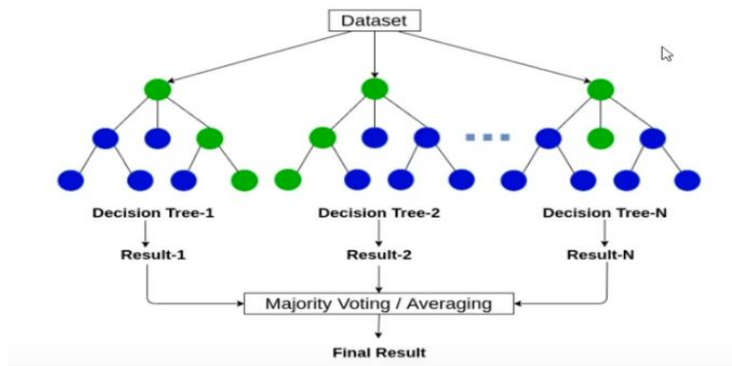 Dataset
Decision Tree-1 Decision Tree-2 Decision Tree-N
Result-1 Result-2 Result-N
Majority Voting / Averaging
Final Result